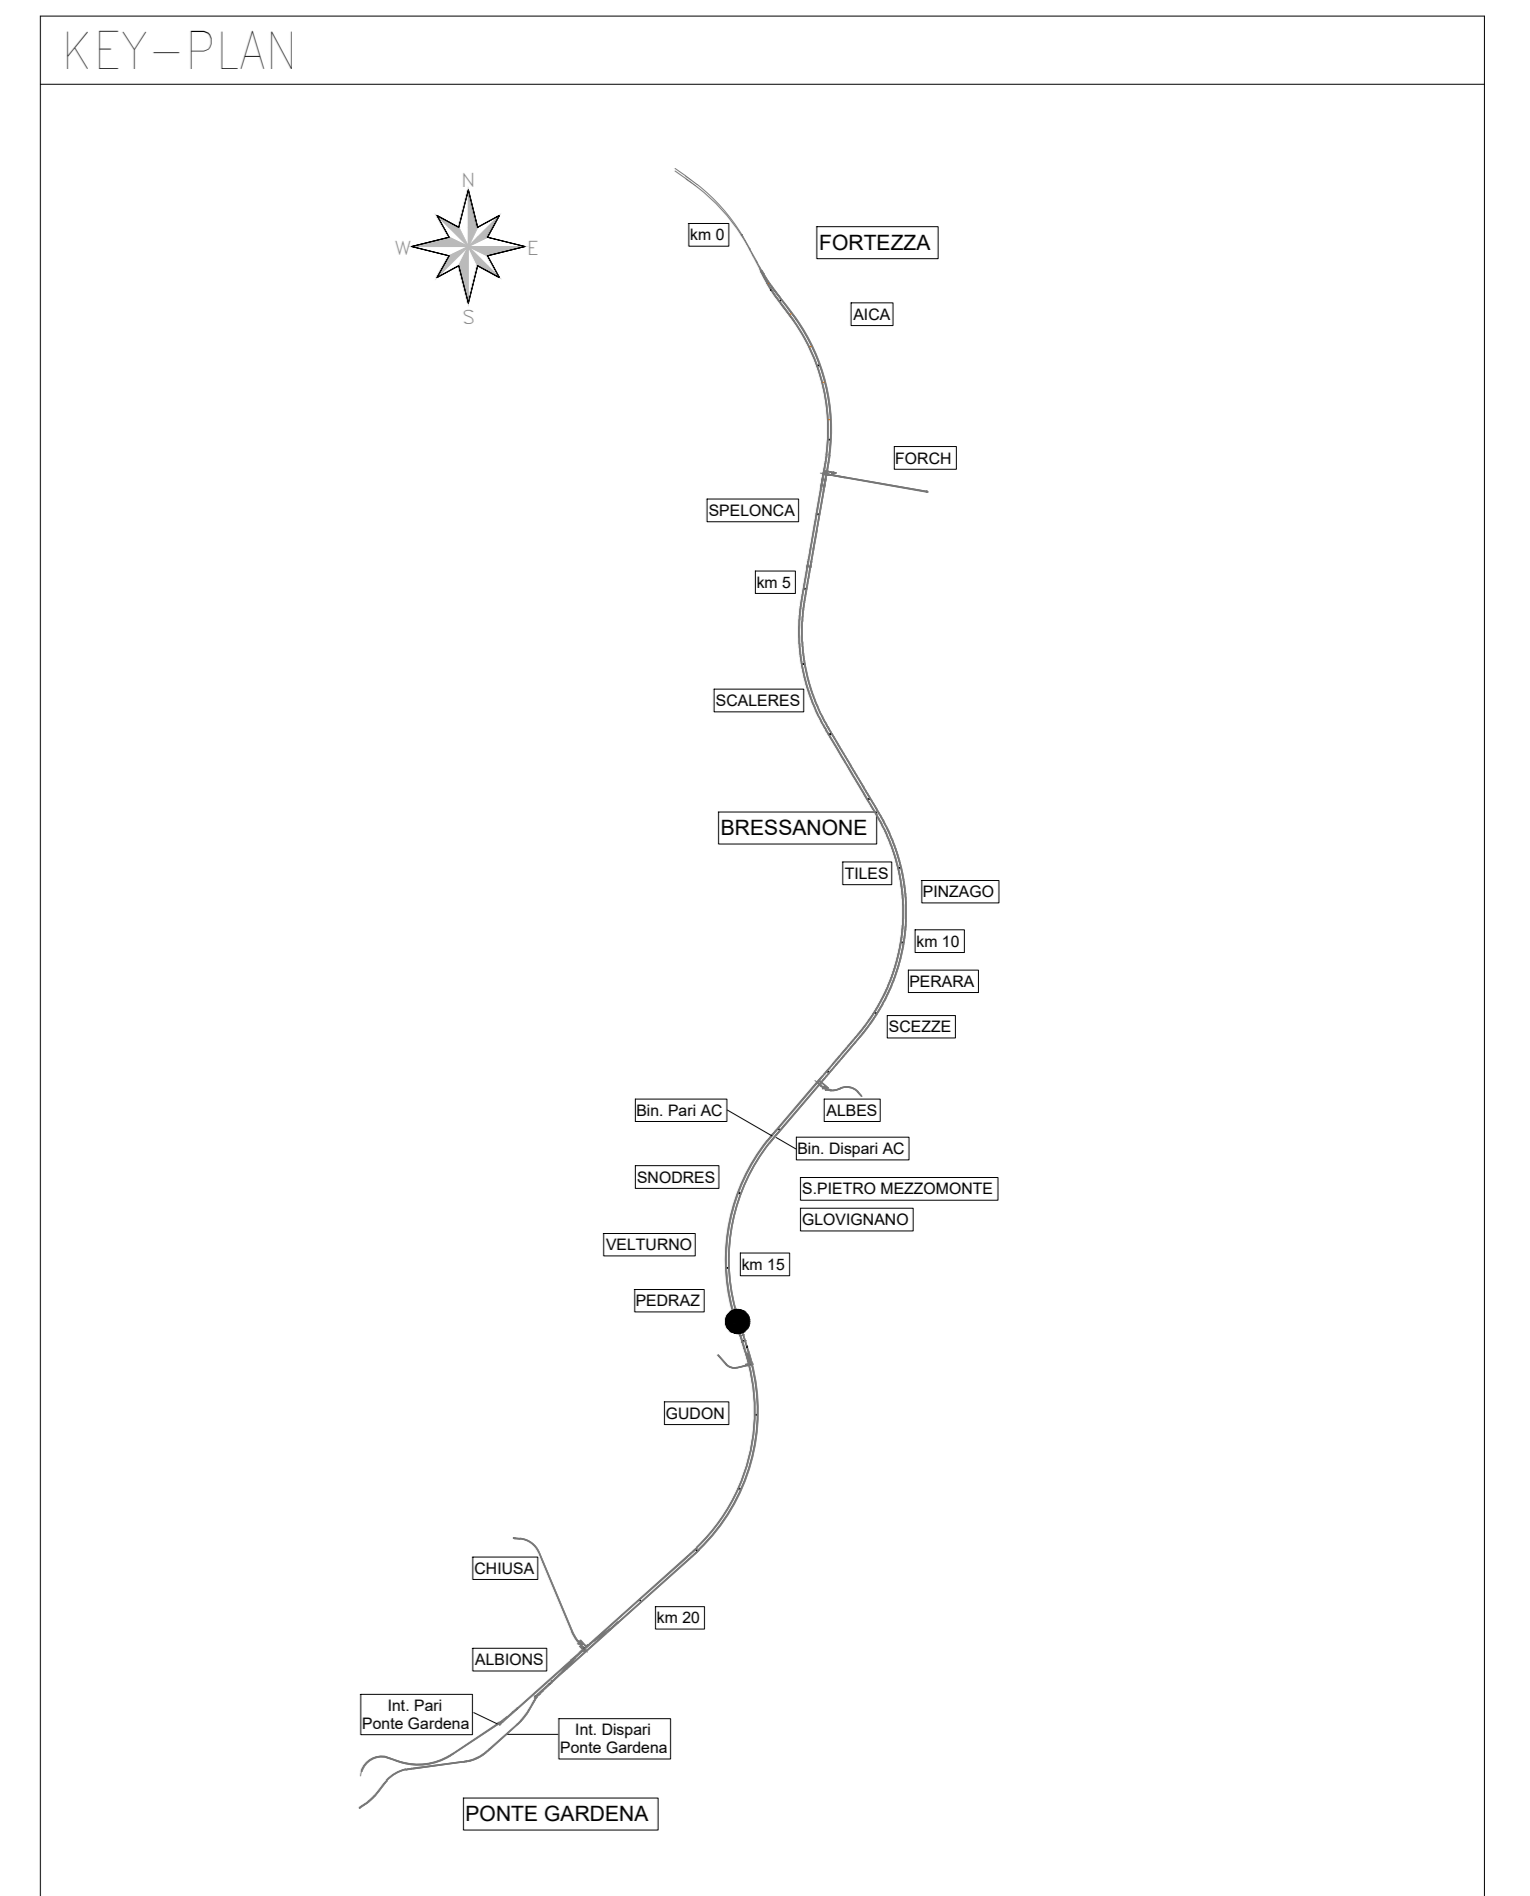 KEY-PLAN
N
km 0
FORTEZZA
W
E
S
AICA
FORCH
SPELONCA
km 5
SCALERES
BRESSANONE
TILES
PINZAGO
km 10
PERARA
SCEZZE
Bin. Pari AC
ALBES
Bin. Dispari AC
SNODRES
S.PIETRO MEZZOMONTE
GLOVIGNANO
VELTURNO
km 15
PEDRAZ
GUDON
CHIUSA
km 20
ALBIONS
Int. Pari
Ponte Gardena
Int. Dispari
Ponte Gardena
PONTE GARDENA